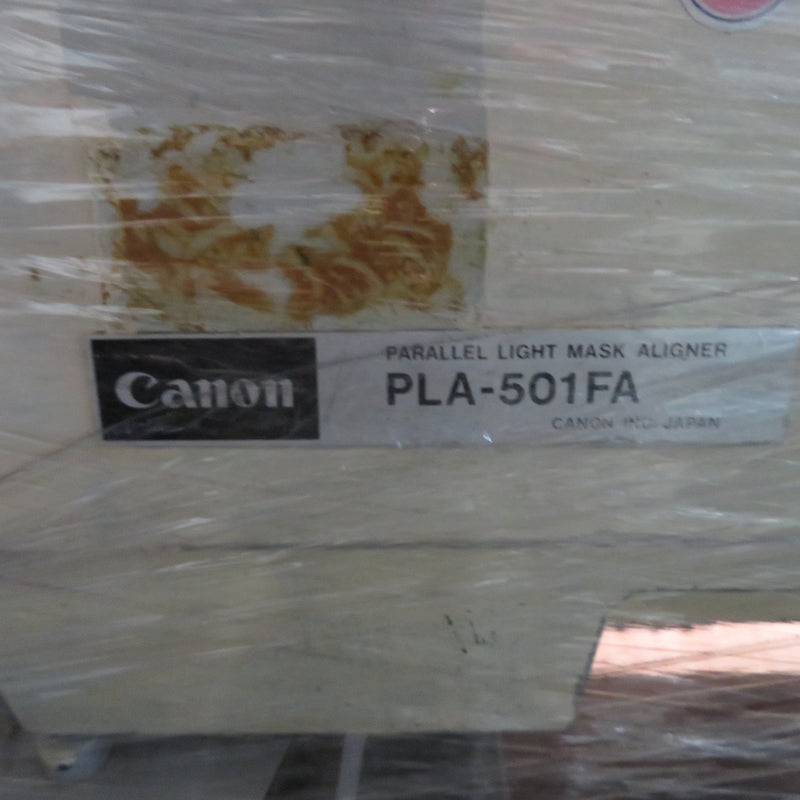 Canon
PARALLEL LIGHT MASK ALIGNER
PLA-501FA
CANON INC. JAPAN